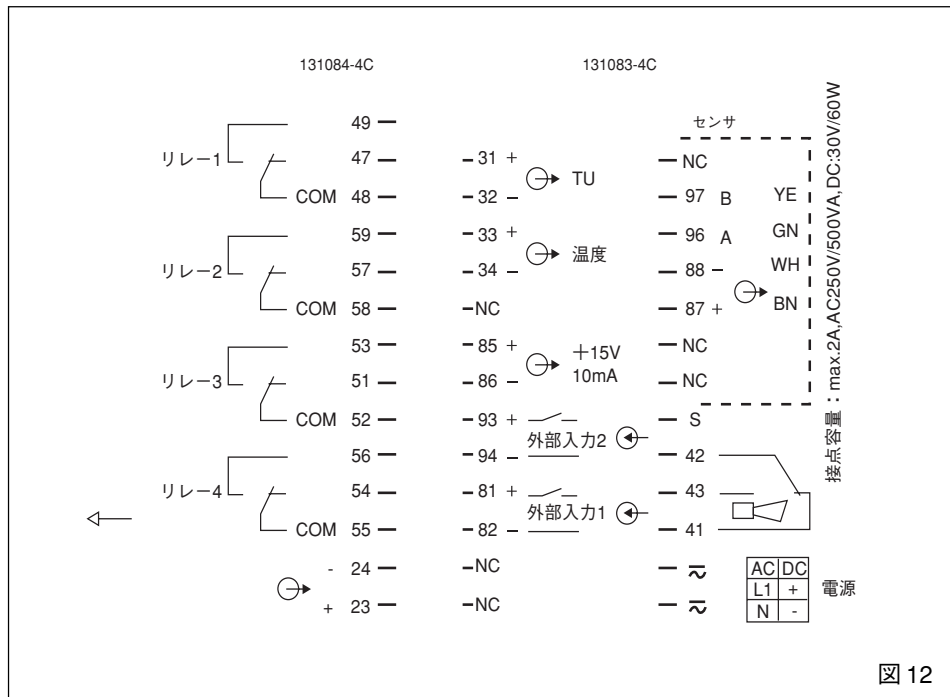 131084-4C
131083-4C
49
リレー1
47
COM 48
59
リレー2
57
COM 58
53
リレー3
51
COM 52
56
リレー4
54
COM 55
- 24
+ 23
31 +
TU
32 -
33 +
温度
34 -
NC
85 +
+15V
10mA
86 -
93 +
外部入力2
94 -
81 +
外部入力1
82 -
NC
NC
センサ
NC
97 B YE
96 A GN
88 - WH
87 + BN
NC
NC
S
42
43
41
AC DC
L1 +
N -
電源
接点容量:max.2A,AC250V/500VA,DC:30V/60W
図 12